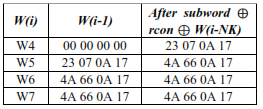 W(i) W(i-1) After subword ⊕
rcon ⊕ W(i-NK)
W4 00 00 00 00 23 07 0A 17
W5 23 07 0A 17 4A 66 0A 17
W6 4A 66 0A 17 4A 66 0A 17
W7 4A 66 0A 17 4A 66 0A 17